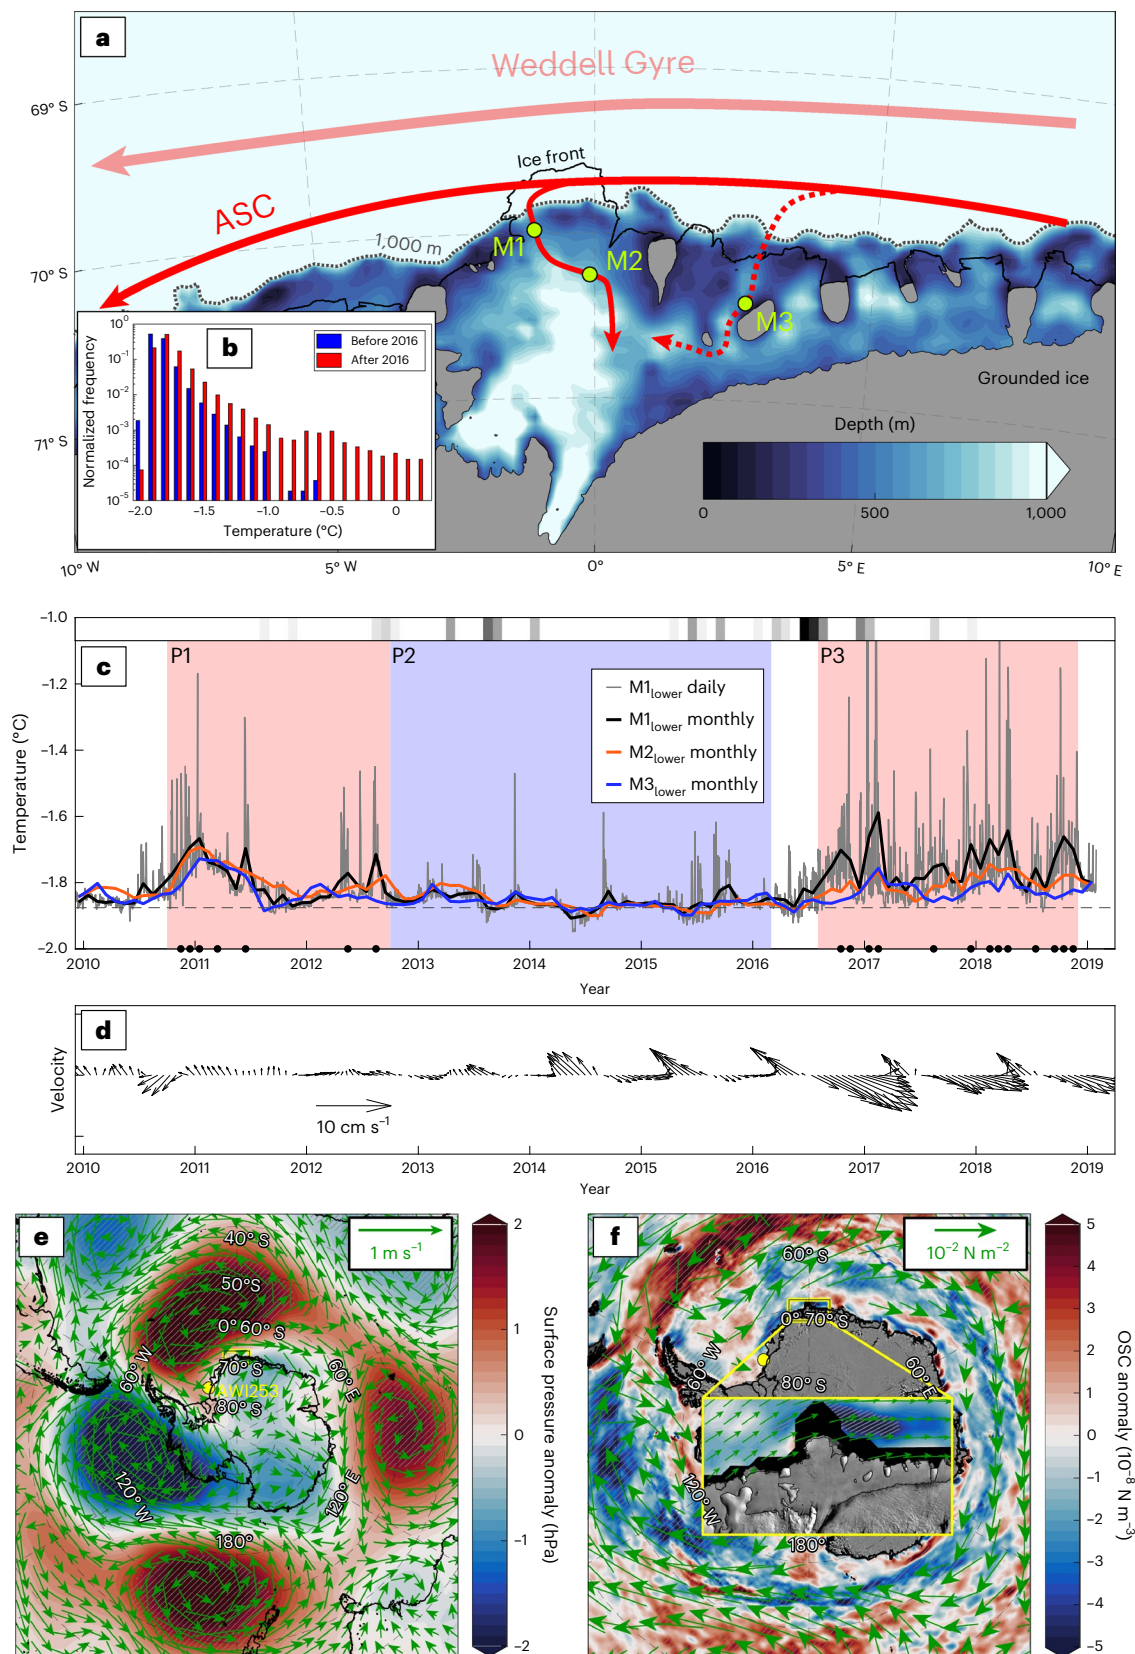 a
Weddell Gyre
69° S
Ice front
ASC
1,000 m
M1
M2
70° S
M3
b
Before 2016
After 2016
Normalized frequency
10⁰
10⁻¹
10⁻²
10⁻³
10⁻⁴
10⁻⁵
−2.0 −1.5 −1.0 −0.5 0
Temperature (°C)
71° S
Grounded ice
Depth (m)
0 500 1,000
10° W 5° W 0° 5° E 10° E
c
P1 P2 P3
Temperature (°C)
−1.0
−1.2
−1.4
−1.6
−1.8
−2.0
M1lower daily
M1lower monthly
M2lower monthly
M3lower monthly
2010 2011 2012 2013 2014 2015 2016 2017 2018 2019
Year
d
Velocity
10 cm s⁻¹
2010 2011 2012 2013 2014 2015 2016 2017 2018 2019
Year
e
1 m s⁻¹
40° S
50°S
0° 60° S
60° W
70° S
60° E
AWI253
80° S
120° W
120° E
180°
2
1
0
−1
−2
Surface pressure anomaly (hPa)
f
10⁻² N m⁻²
60° S
0° 70° S
60° W
80° S
60° E
120° W
180°
5
4
3
2
1
0
−1
−2
−3
−4
−5
OSC anomaly (10⁻⁸ N m⁻³)